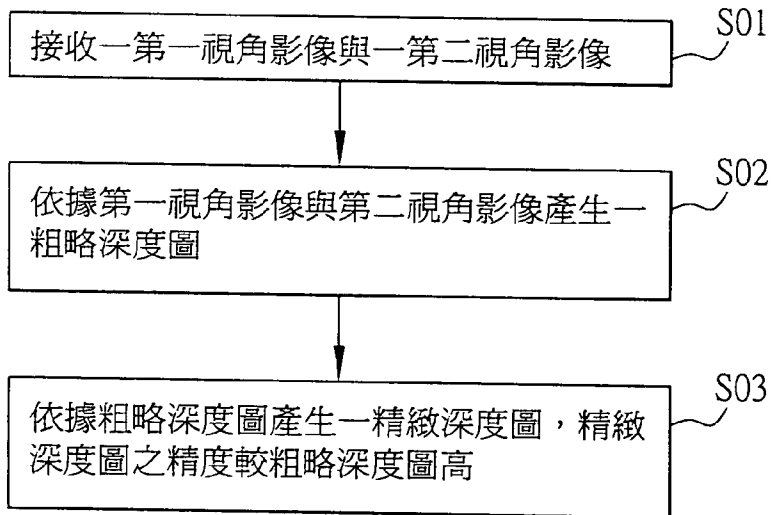 S01
接收一第一視角影像與一第二視角影像
S02
依據第一視角影像與第二視角影像產生一
粗略深度圖
S03
依據粗略深度圖產生一精緻深度圖，精緻
深度圖之精度較粗略深度圖高